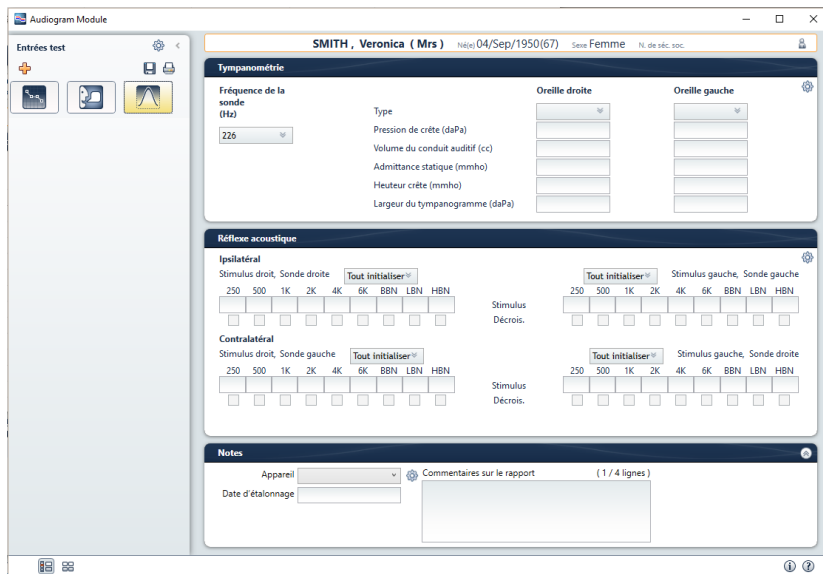 Audiogram Module
Entrées test
SMITH , Veronica ( Mrs ) Né(e) 04/Sep/1950(67) Sexe Femme N. de séc. soc.
Tympanométrie
Fréquence de la sonde (Hz)
226
Oreille droite Oreille gauche
Type
Pression de crête (daPa)
Volume du conduit auditif (cc)
Admittance statique (mmho)
Heuteur crête (mmho)
Largeur du tympanogramme (daPa)
Réflexe acoustique
Ipsilatéral
Stimulus droit, Sonde droite Tout initialiser Tout initialiser Stimulus gauche, Sonde gauche
250 500 1K 2K 4K 6K BBN LBN HBN 250 500 1K 2K 4K 6K BBN LBN HBN
Stimulus
Décrois.
Contralatéral
Stimulus droit, Sonde gauche Tout initialiser Tout initialiser Stimulus gauche, Sonde droite
250 500 1K 2K 4K 6K BBN LBN HBN 250 500 1K 2K 4K 6K BBN LBN HBN
Stimulus
Décrois.
Notes
Appareil Commentaires sur le rapport ( 1 / 4 lignes )
Date d'étalonnage